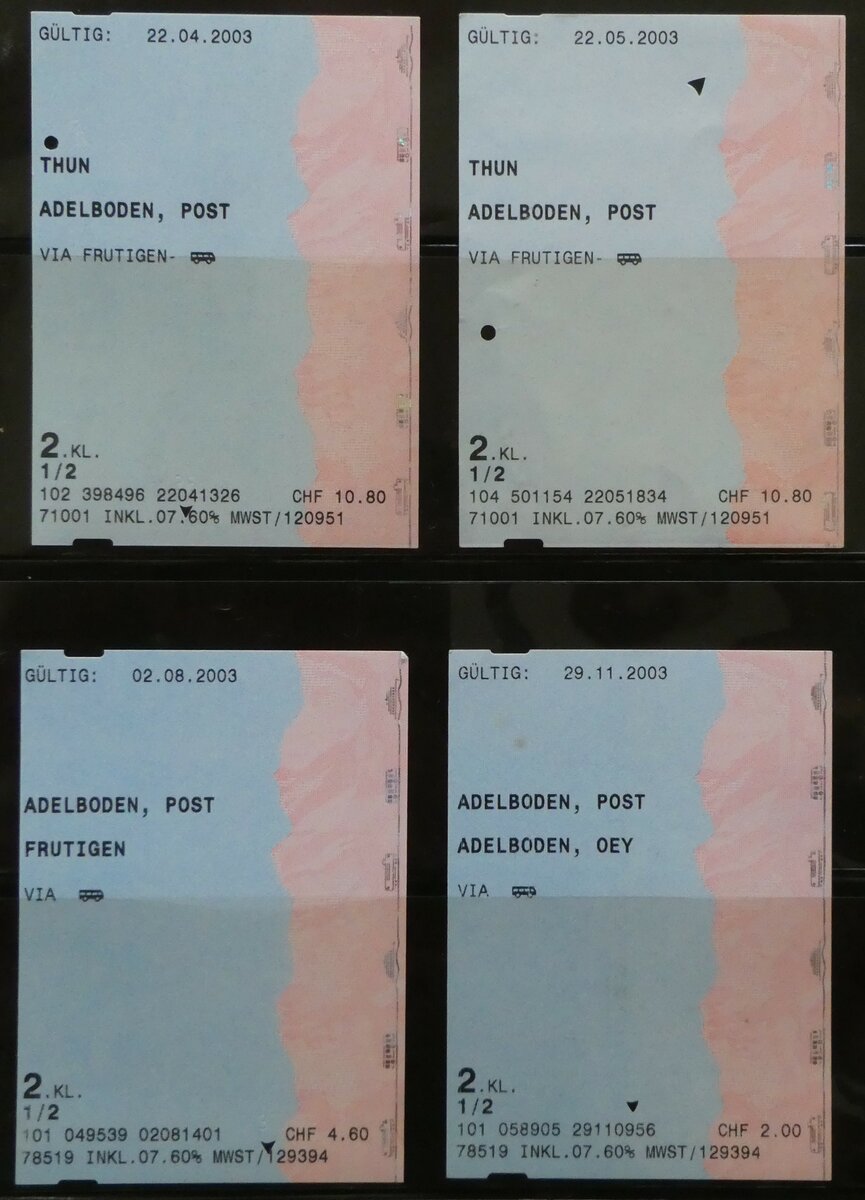 GÜLTIG: 22.04.2003
THUN
ADELBODEN, POST
VIA FRUTIGEN-
2.KL.
1/2
102 398496 22041326 CHF 10.80
71001 INKL.07.60% MWST/120951
GÜLTIG: 22.05.2003
THUN
ADELBODEN, POST
VIA FRUTIGEN-
2.KL.
1/2
104 501154 22051834 CHF 10.80
71001 INKL.07.60% MWST/120951
GÜLTIG: 02.08.2003
ADELBODEN, POST
FRUTIGEN
VIA
2.KL.
1/2
101 049539 02081401 CHF 4.60
78519 INKL.07.60% MWST/129394
GÜLTIG: 29.11.2003
ADELBODEN, POST
ADELBODEN, OEY
VIA
2.KL.
1/2
101 058905 29110956 CHF 2.00
78519 INKL.07.60% MWST/129394